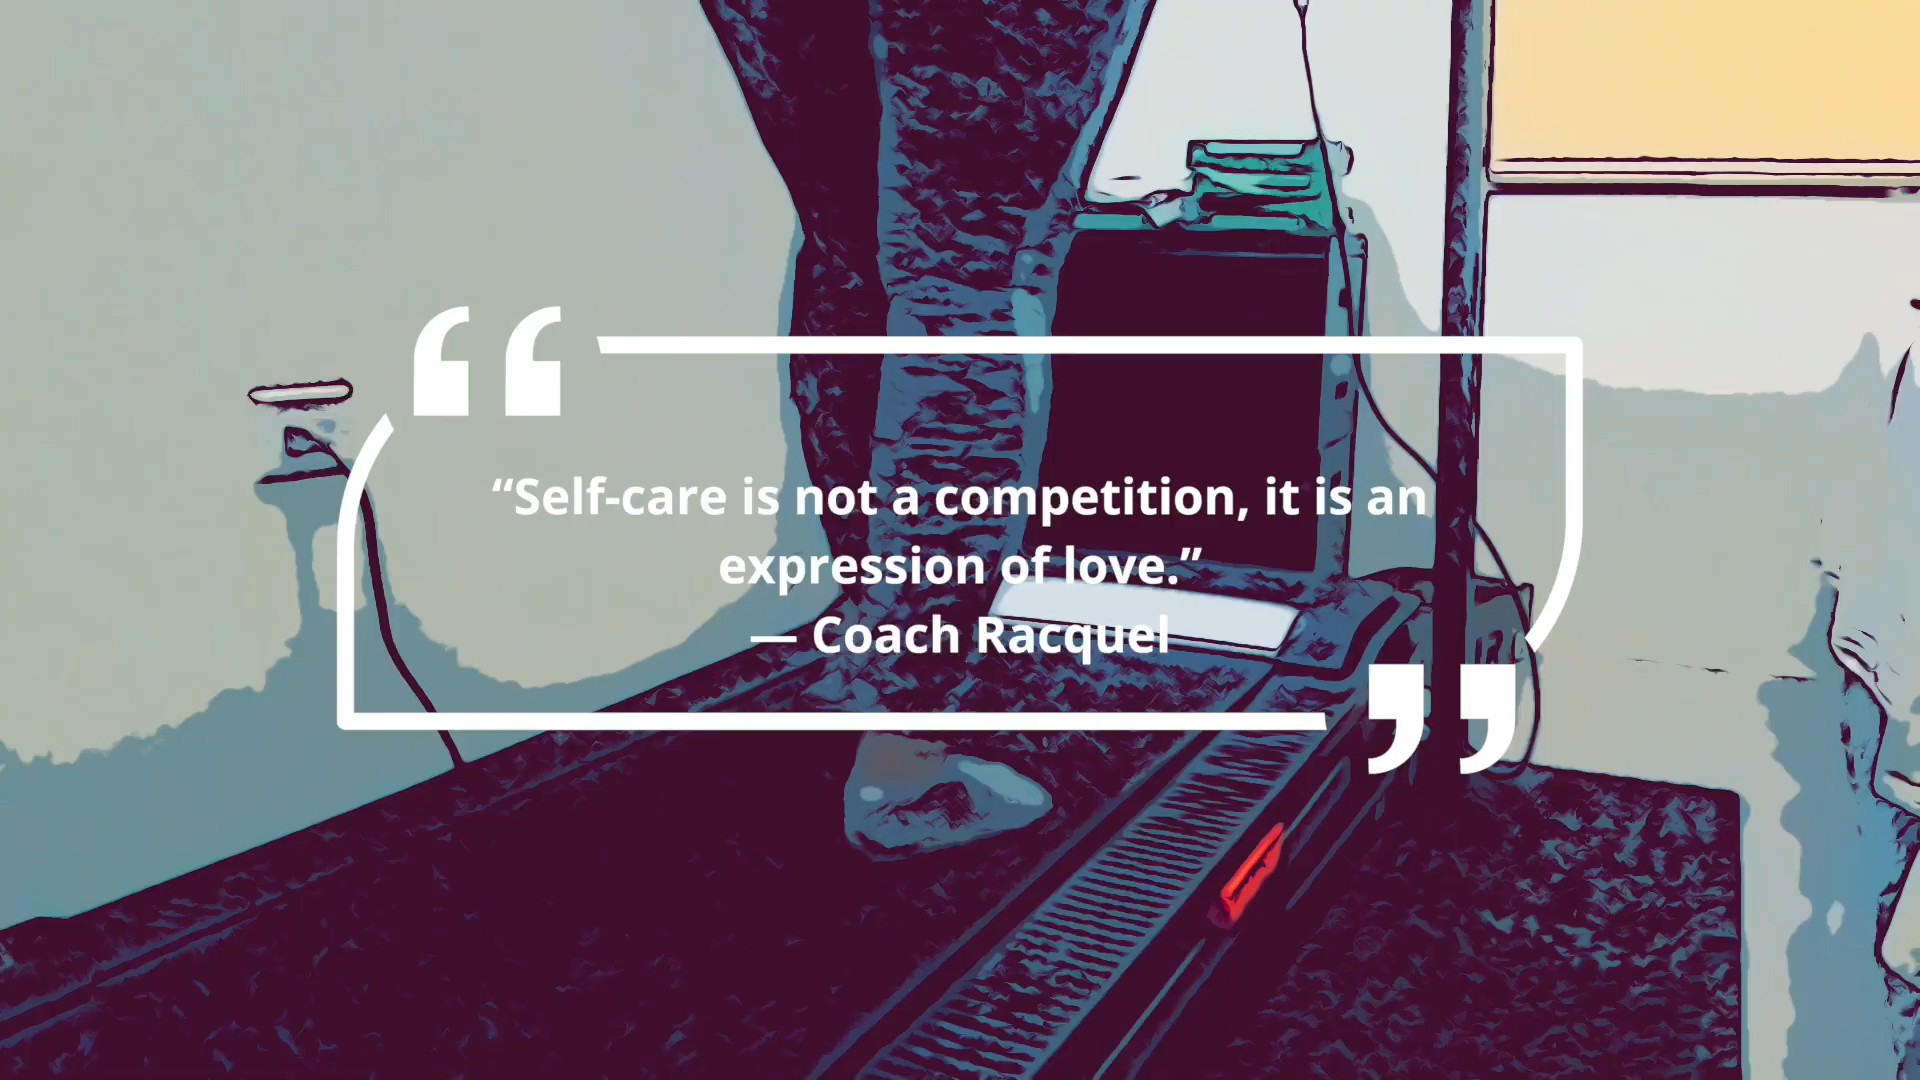 “Self-care is not a competition, it is an
expression of love.”
— Coach Racquel